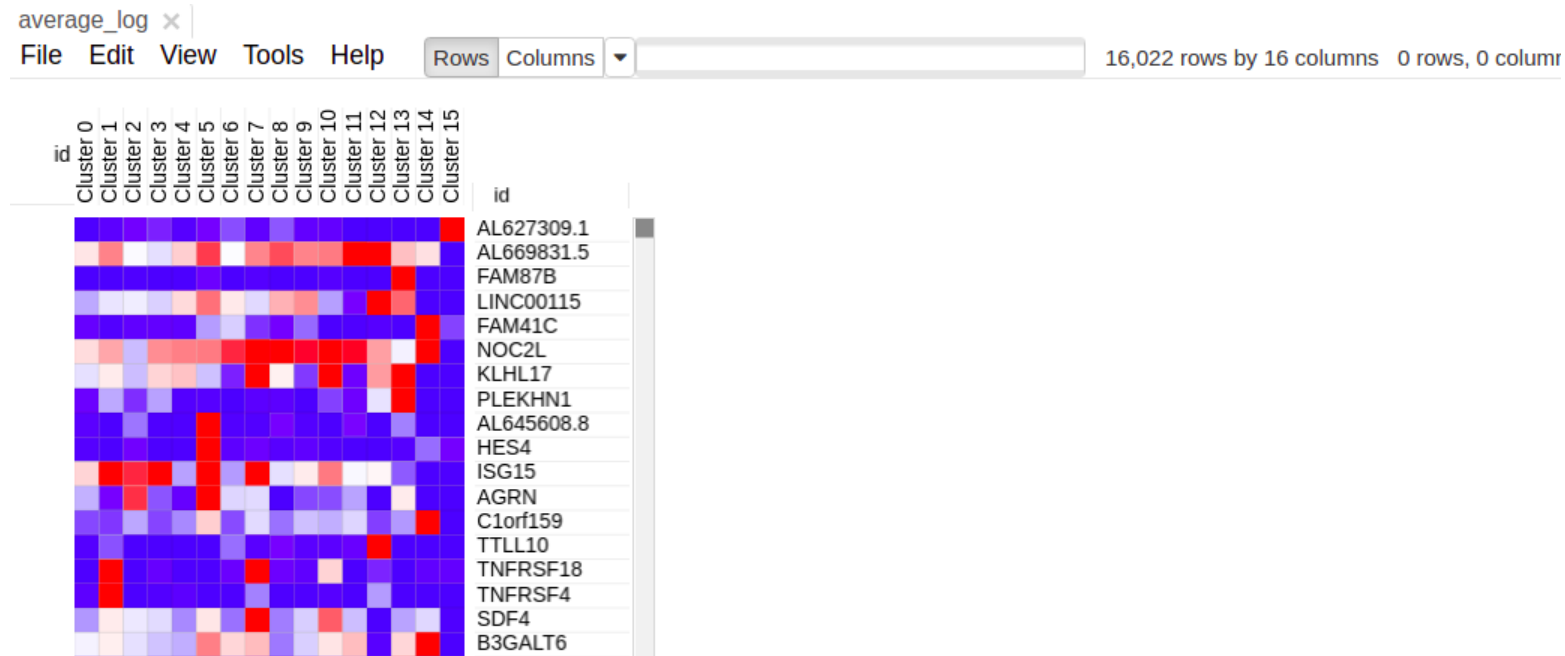 average_log ×
File Edit View Tools Help Rows Columns 16,022 rows by 16 columns 0 rows, 0 column
id Cluster 0 Cluster 1 Cluster 2 Cluster 3 Cluster 4 Cluster 5 Cluster 6 Cluster 7 Cluster 8 Cluster 9 Cluster 10 Cluster 11 Cluster 12 Cluster 13 Cluster 14 Cluster 15 id
AL627309.1
AL669831.5
FAM87B
LINC00115
FAM41C
NOC2L
KLHL17
PLEKHN1
AL645608.8
HES4
ISG15
AGRN
C1orf159
TTLL10
TNFRSF18
TNFRSF4
SDF4
B3GALT6